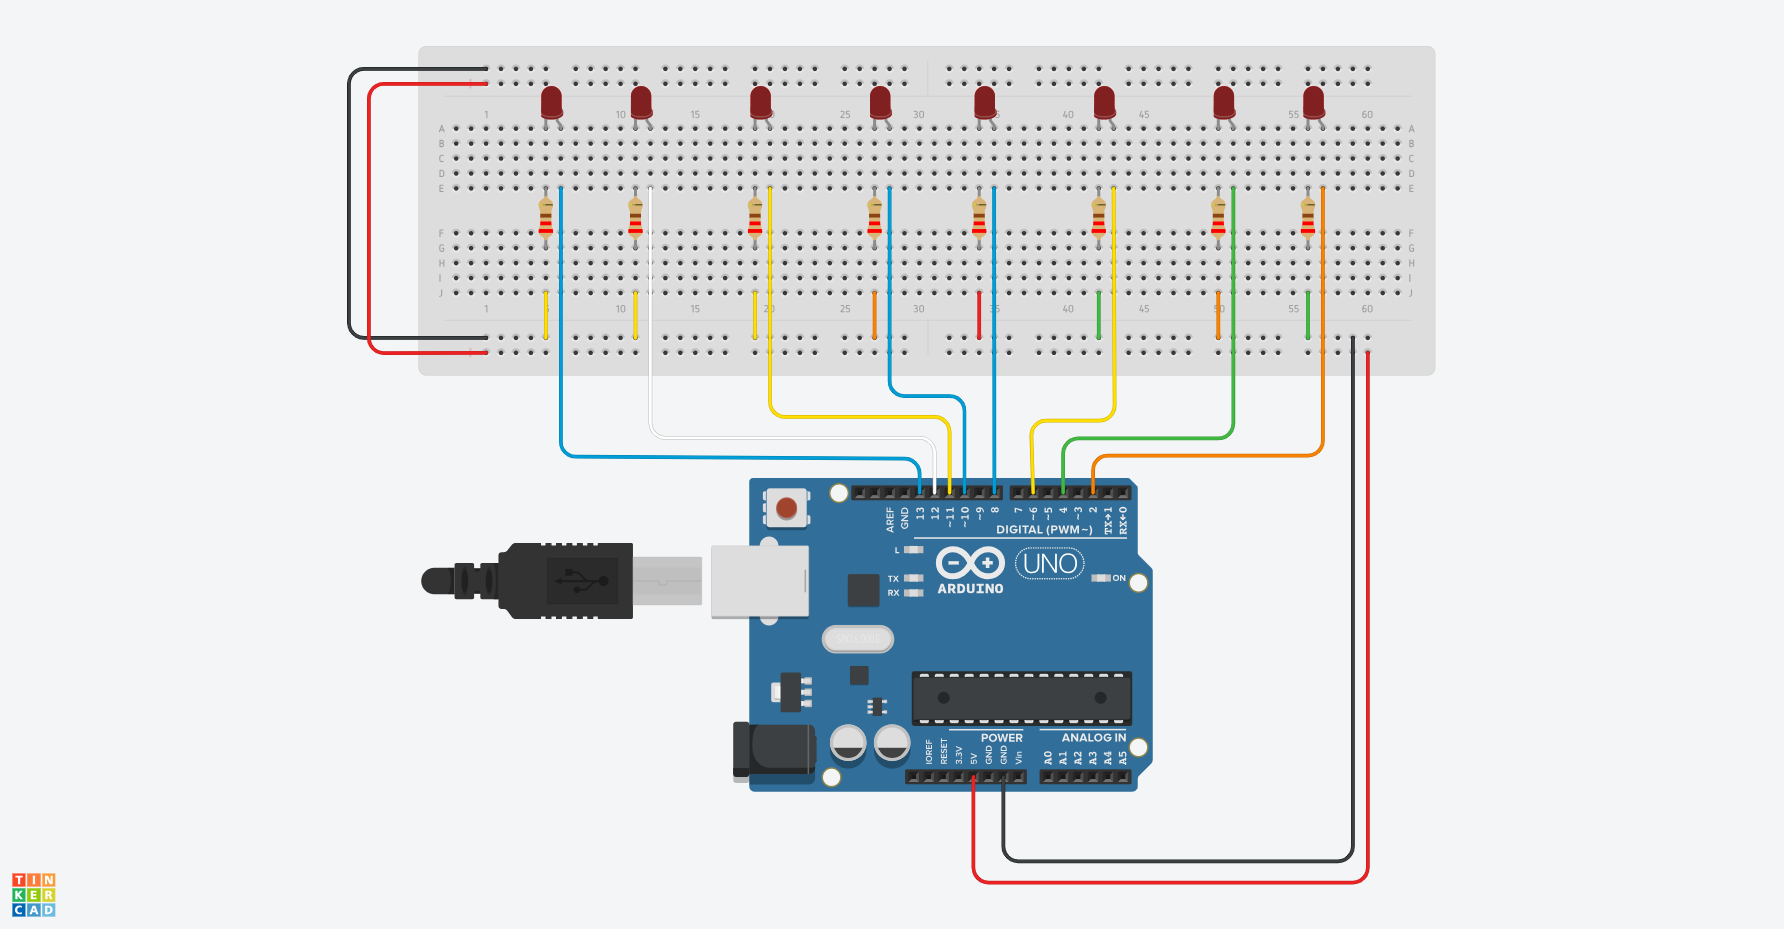 1 10 15 20 25 30 35 40 45 55 60
A A
B B
C C
D D
E E
F F
G G
H H
I I
J J
1 10 15 20 25 30 35 40 45 50 55 60
AREF GND 13 12 ~11 ~10 ~9 8 7 ~6 ~5 4 ~3 2 TX→1 RX←0
DIGITAL (PWM~)
L
TX
RX
UNO
ON
ARDUINO
POWER ANALOG IN
IOREF RESET 3.3V 5V GND GND Vin A0 A1 A2 A3 A4 A5
TIN
KER
CAD